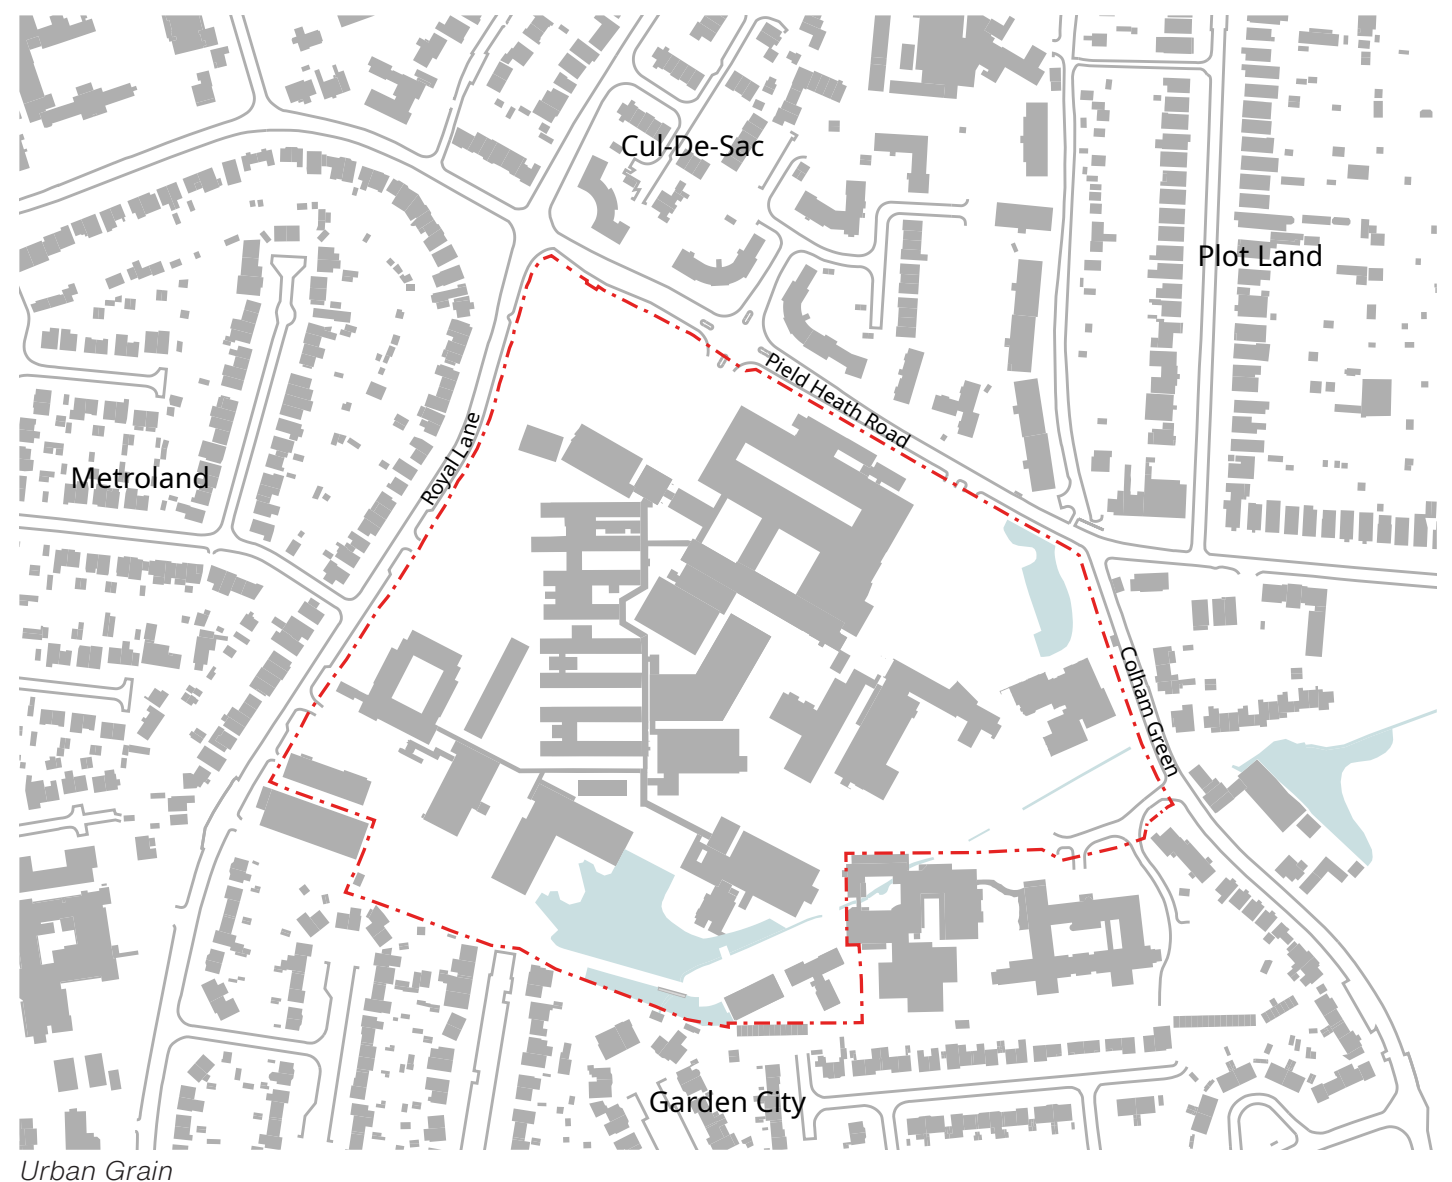 Cul-De-Sac
Plot Land
Pield Heath Road
Royal Lane
Metroland
Colham Green
Garden City
Urban Grain